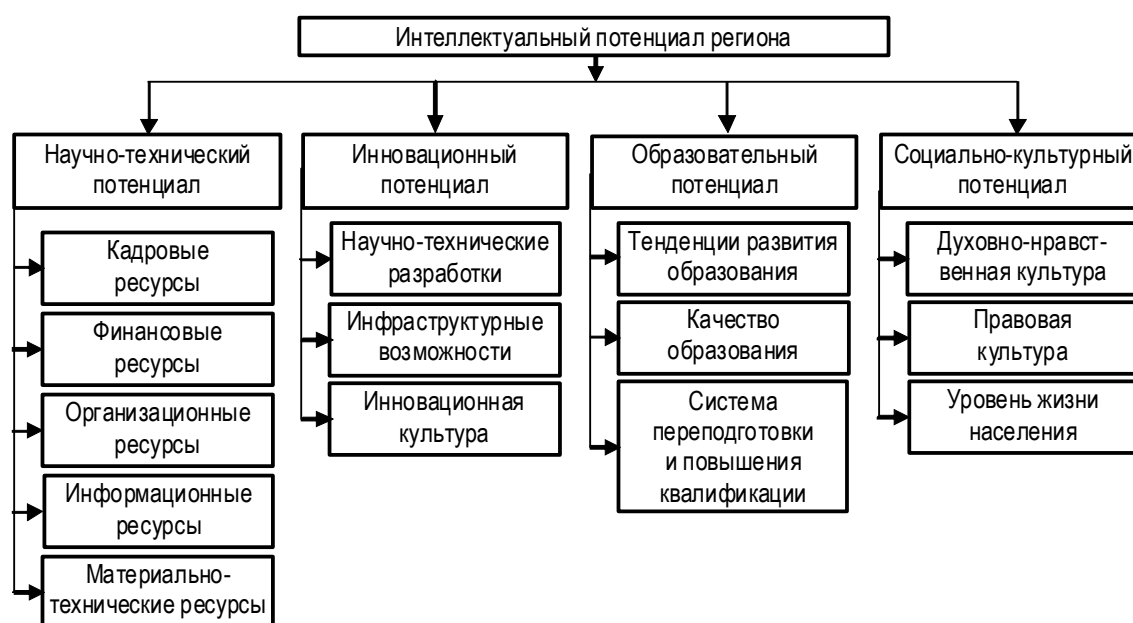 Интеллектуальный потенциал региона
Научно-технический
потенциал
Кадровые
ресурсы
Финансовые
ресурсы
Организационные
ресурсы
Информационные
ресурсы
Материально-
технические ресурсы
Инновационный
потенциал
Научно-технические
разработки
Инфраструктурные
возможности
Инновационная
культура
Образовательный
потенциал
Тенденции развития
образования
Качество
образования
Система
переподготовки
и повышения
квалификации
Социально-культурный
потенциал
Духовно-нравст-
венная культура
Правовая
культура
Уровень жизни
населения